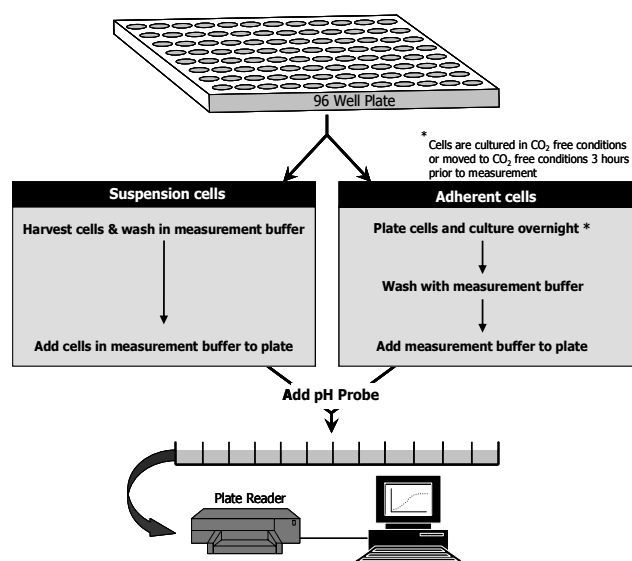 96 Well Plate
* Cells are cultured in CO₂ free conditions
or moved to CO₂ free conditions 3 hours
prior to measurement
Suspension cells
Harvest cells & wash in measurement buffer
Add cells in measurement buffer to plate
Adherent cells
Plate cells and culture overnight *
Wash with measurement buffer
Add measurement buffer to plate
Add pH Probe
Plate Reader